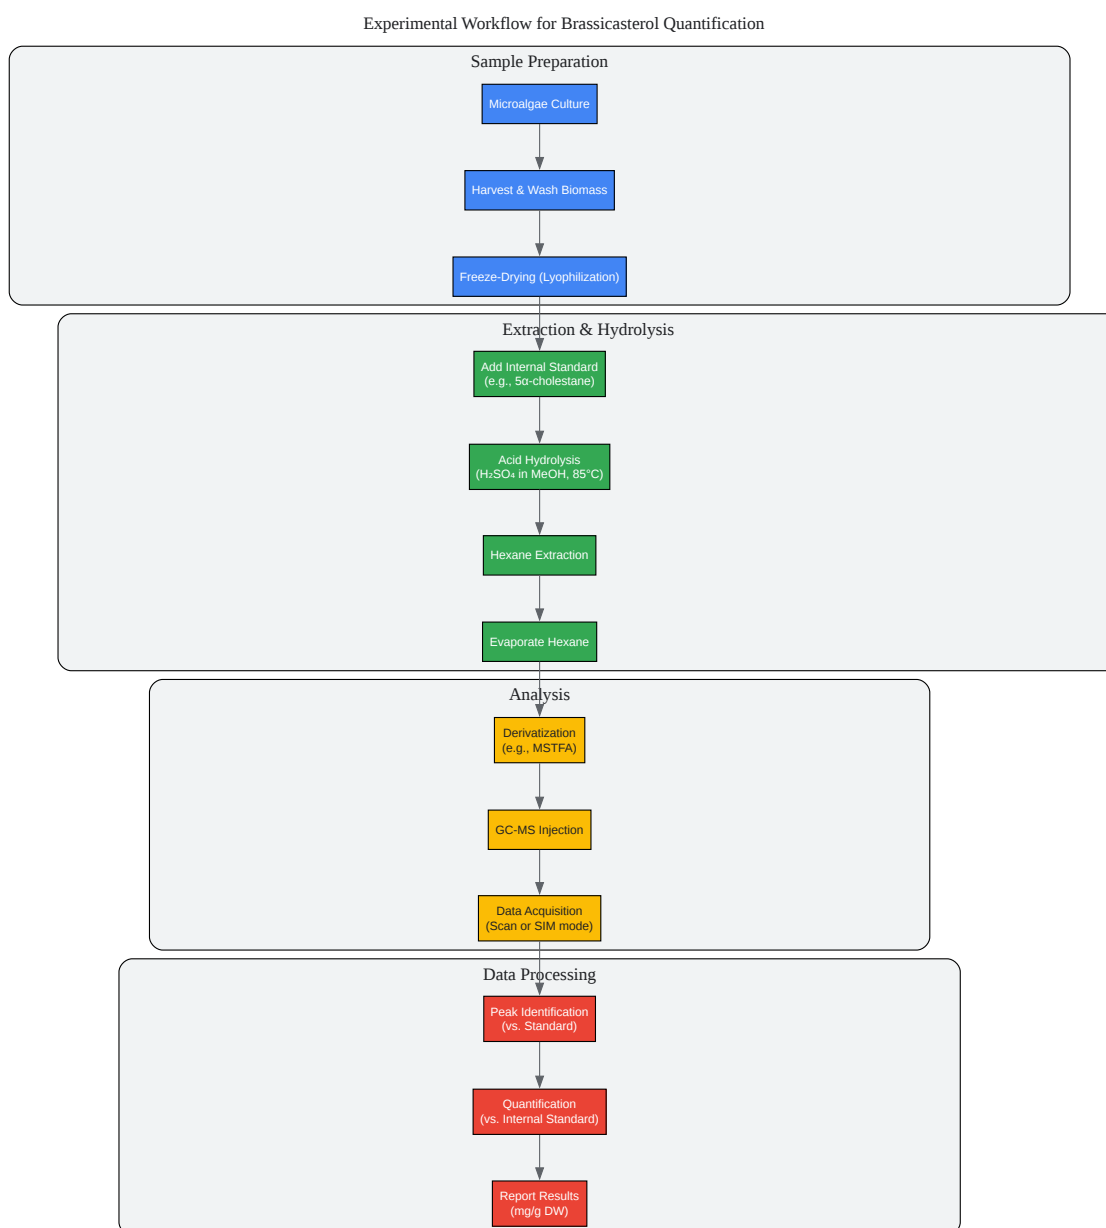 Experimental Workflow for Brassicasterol Quantification
Sample Preparation
Microalgae Culture
Harvest & Wash Biomass
Freeze-Drying (Lyophilization)
Extraction & Hydrolysis
Add Internal Standard
(e.g., 5α-cholestane)
Acid Hydrolysis
(H₂SO₄ in MeOH, 85°C)
Hexane Extraction
Evaporate Hexane
Analysis
Derivatization
(e.g., MSTFA)
GC-MS Injection
Data Acquisition
(Scan or SIM mode)
Data Processing
Peak Identification
(vs. Standard)
Quantification
(vs. Internal Standard)
Report Results
(mg/g DW)